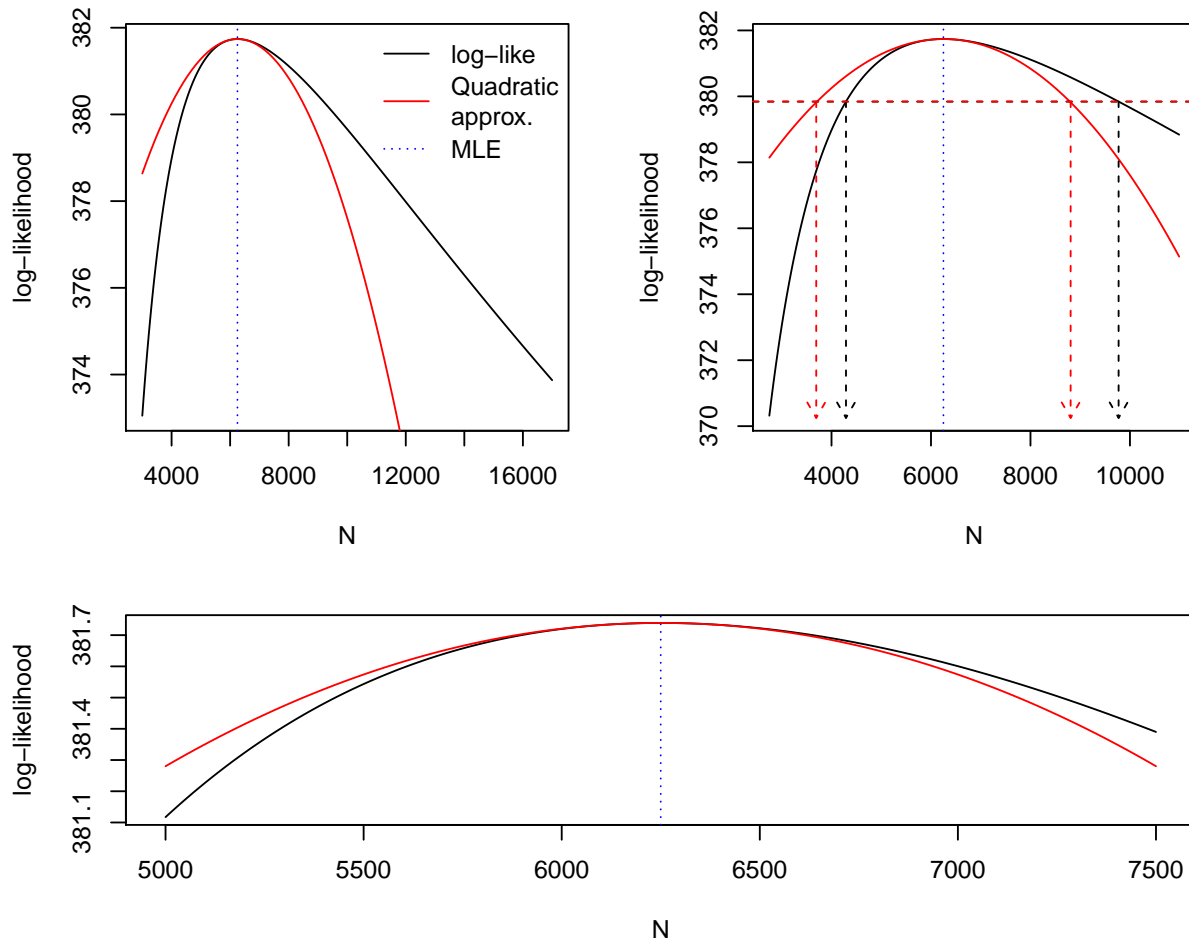 382
380
378
376
374
log−likelihood
4000
8000
12000
16000
N
log−like
Quadratic
approx.
MLE
382
380
378
376
374
372
370
log−likelihood
4000
6000
8000
10000
N
381.7
381.4
381.1
log−likelihood
5000
5500
6000
6500
7000
7500
N